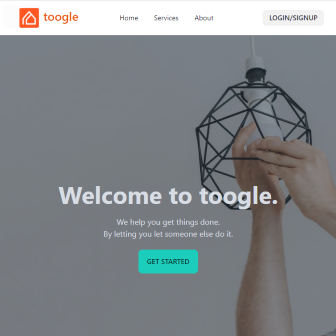 toogle
Home Services About
LOGIN/SIGNUP
Welcome to toogle.
We help you get things done.
By letting you let someone else do it.
GET STARTED